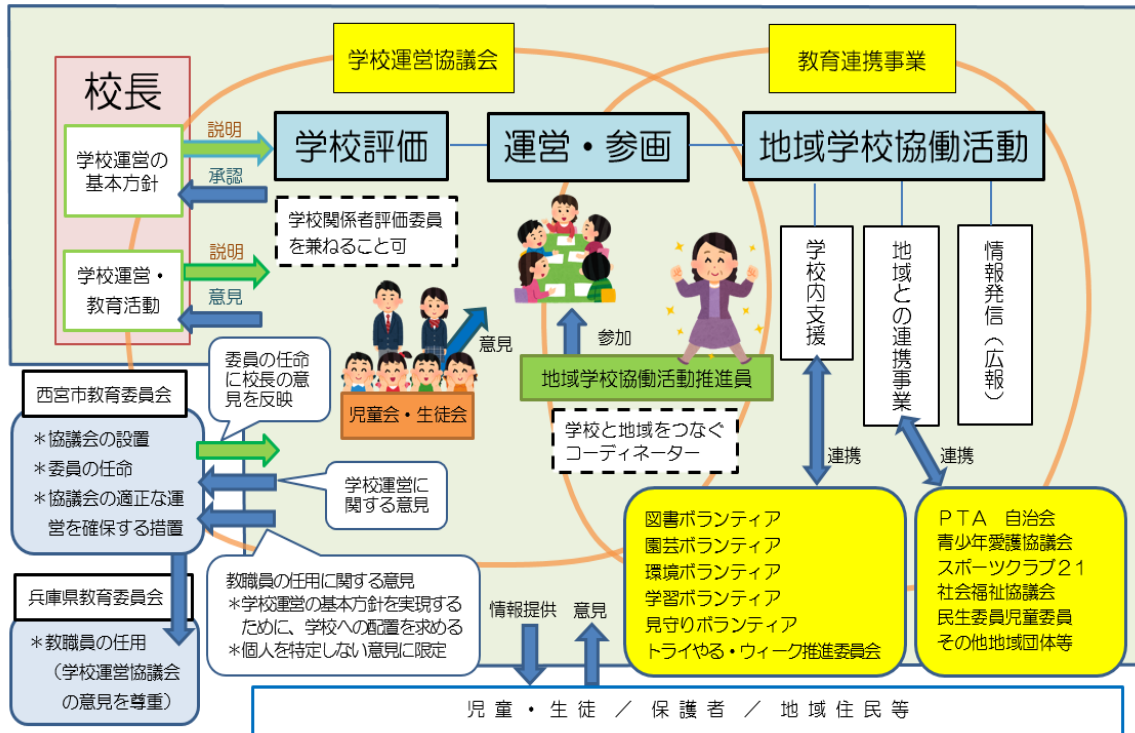 学校運営協議会
教育連携事業
校長
学校運営の
基本方針
説明
承認
学校評価
運営・参画
地域学校協働活動
学校関係者評価委員
を兼ねること可
学校運営・
教育活動
説明
意見
意見
児童会・生徒会
参加
地域学校協働活動推進員
学校と地域をつなぐ
コーディネーター
学校内支援
地域との連携事業
情報発信（広報）
連携
連携
西宮市教育委員会
＊協議会の設置
＊委員の任命
＊協議会の適正な運
営を確保する措置
委員の任命
に校長の意
見を反映
学校運営に
関する意見
兵庫県教育委員会
＊教職員の任用
（学校運営協議会
の意見を尊重）
教職員の任用に関する意見
＊学校運営の基本方針を実現する
ために、学校への配置を求める
＊個人を特定しない意見に限定
情報提供
意見
図書ボランティア
園芸ボランティア
環境ボランティア
学習ボランティア
見守りボランティア
トライやる・ウィーク推進委員会
ＰＴＡ　自治会
青少年愛護協議会
スポーツクラブ２１
社会福祉協議会
民生委員児童委員
その他地域団体等
児童・生徒／保護者／地域住民等